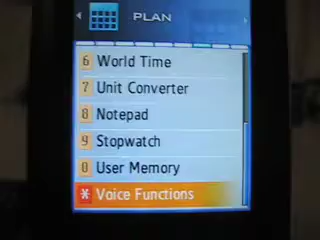 PLAN
6 World Time
7 Unit Converter
8 Notepad
9 Stopwatch
0 User Memory
* Voice Functions